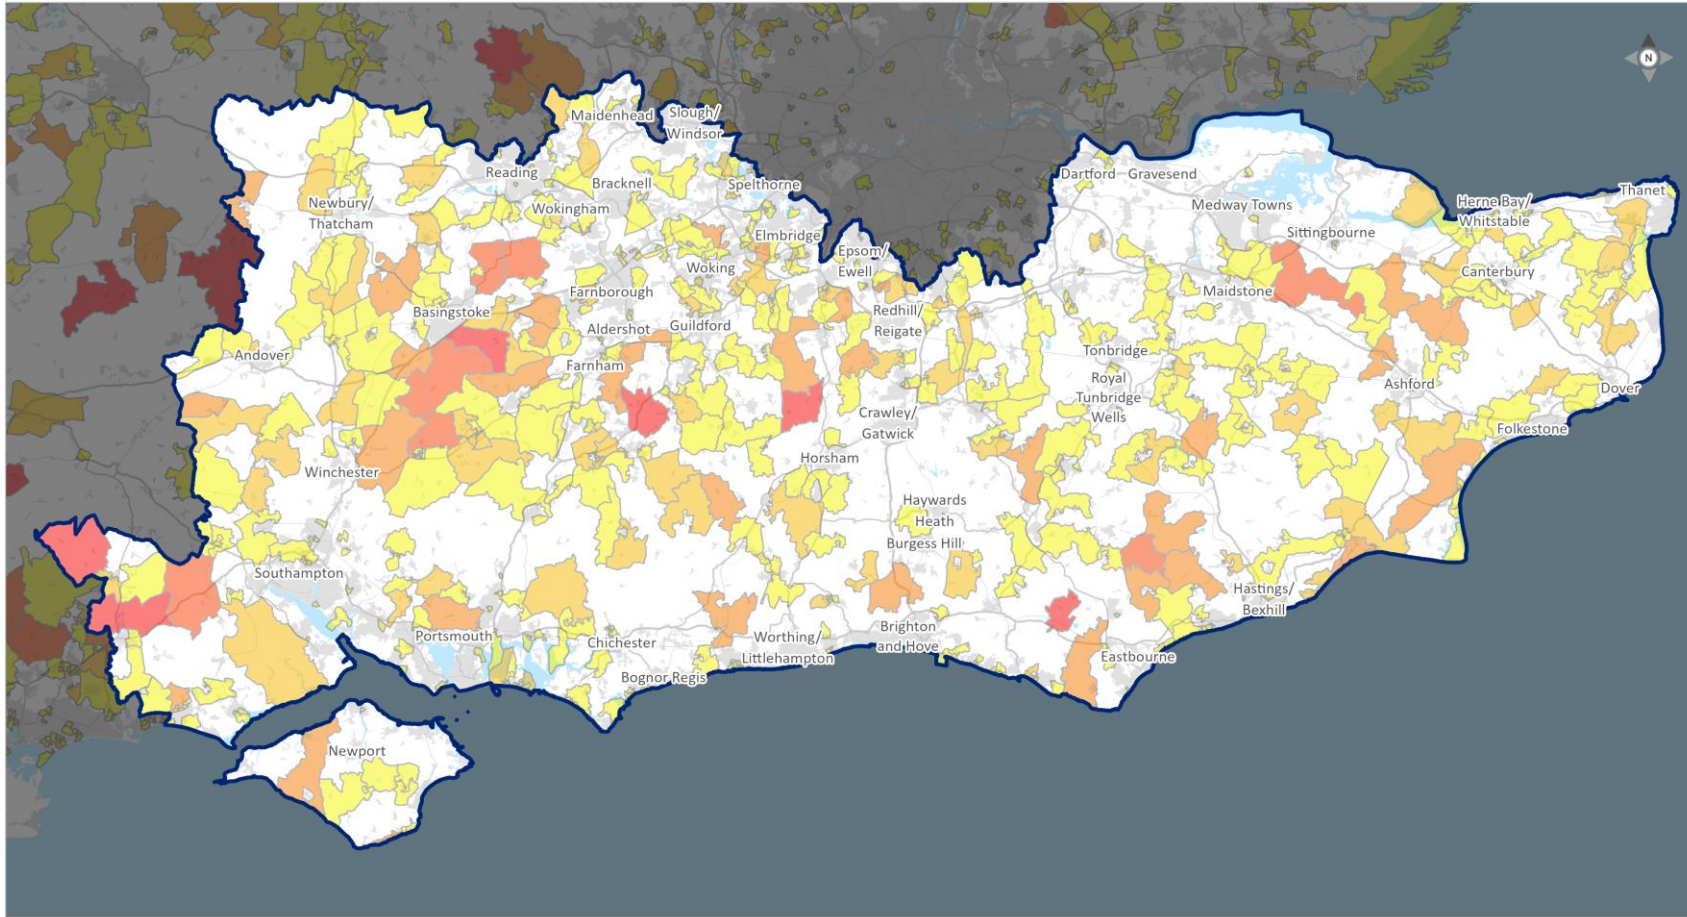 N
Maidenhead
Slough/
Windsor
Reading
Bracknell
Spelthorne
Dartford
Gravesend
Thanet
Newbury/
Thatcham
Wokingham
Medway Towns
Herne Bay/
Whitstable
Elmbridge
Sittingbourne
Epsom/
Ewell
Woking
Canterbury
Farnborough
Maidstone
Basingstoke
Aldershot
Guildford
Redhill/
Reigate
Andover
Farnham
Tonbridge
Royal
Tunbridge
Wells
Ashford
Dover
Crawley/
Gatwick
Folkestone
Winchester
Horsham
Haywards
Heath
Burgess Hill
Southampton
Hastings/
Bexhill
Portsmouth
Chichester
Worthing/
Littlehampton
Brighton
and Hove
Eastbourne
Bognor Regis
Newport